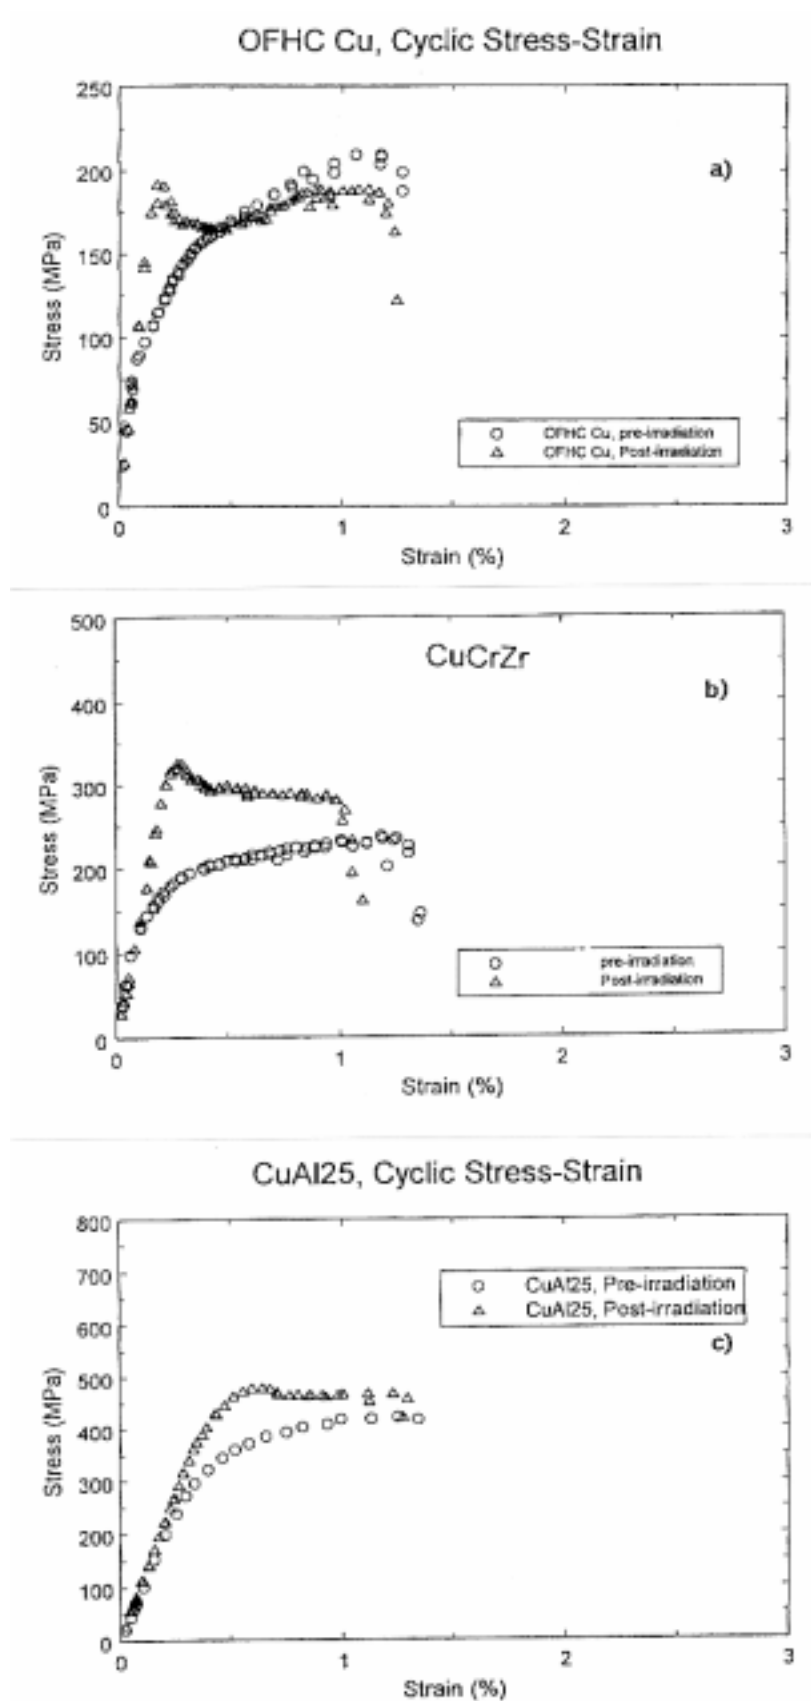 OFHC Cu, Cyclic Stress-Strain
250
200
150
100
50
0
Stress (MPa)
a)
OFHC Cu, pre-irradiation
OFHC Cu, Post-irradiation
0 1 2 3
Strain (%)
500
400
300
200
100
0
Stress (MPa)
CuCrZr
b)
pre-irradiation
Post-irradiation
0 1 2 3
Strain (%)
CuAl25, Cyclic Stress-Strain
800
700
600
500
400
300
200
100
0
Stress (MPa)
CuAl25, Pre-irradiation
CuAl25, Post-irradiation
c)
0 1 2 3
Strain (%)